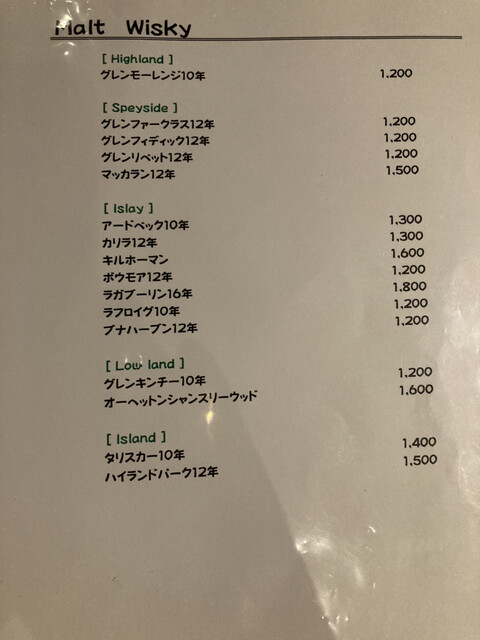 Malt Wisky
[ Highland ]
グレンモーレンジ10年 1,200
[ Speyside ]
グレンファークラス12年 1,200
グレンフィディック12年 1,200
グレンリベット12年 1,200
マッカラン12年 1,500
[ Islay ]
アードベック10年 1,300
カリラ12年 1,300
キルホーマン 1,600
ボウモア12年 1,200
ラガブーリン16年 1,800
ラフロイグ10年 1,200
ブナハーブン12年 1,200
[ Low land ]
グレンキンチー10年 1,200
オーヘットンシャンスリーウッド 1,600
[ Island ]
タリスカー10年 1,400
ハイランドパーク12年 1,500